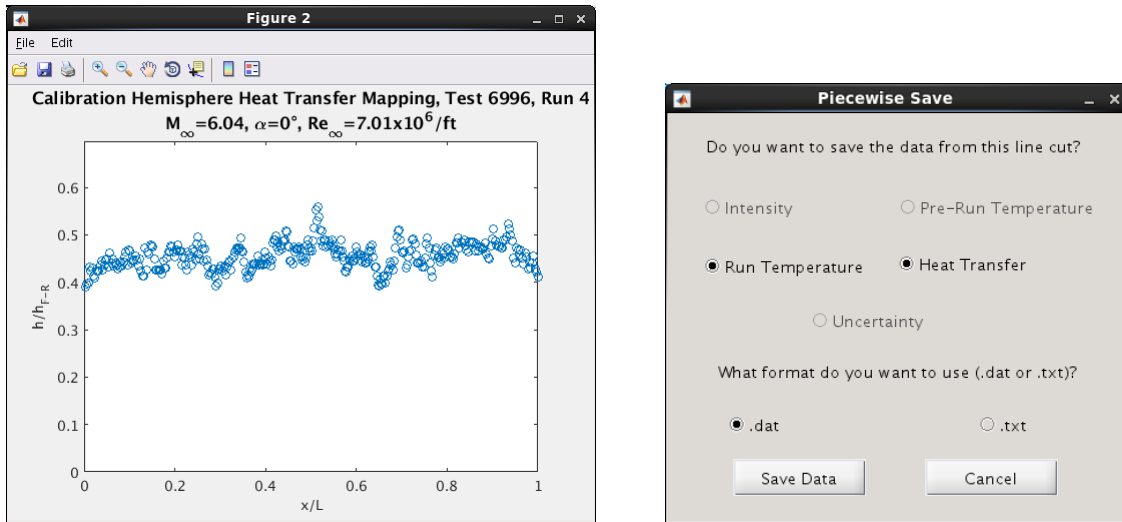 Figure 2
File Edit
Calibration Hemisphere Heat Transfer Mapping, Test 6996, Run 4
M∞=6.04, α=0°, Re∞=7.01x10^6/ft
0.6
0.5
0.4
0.3
0.2
0.1
0
h/h_F-R
0 0.2 0.4 0.6 0.8 1
x/L
Piecewise Save
Do you want to save the data from this line cut?
Intensity Pre-Run Temperature
Run Temperature Heat Transfer
Uncertainty
What format do you want to use (.dat or .txt)?
.dat .txt
Save Data Cancel